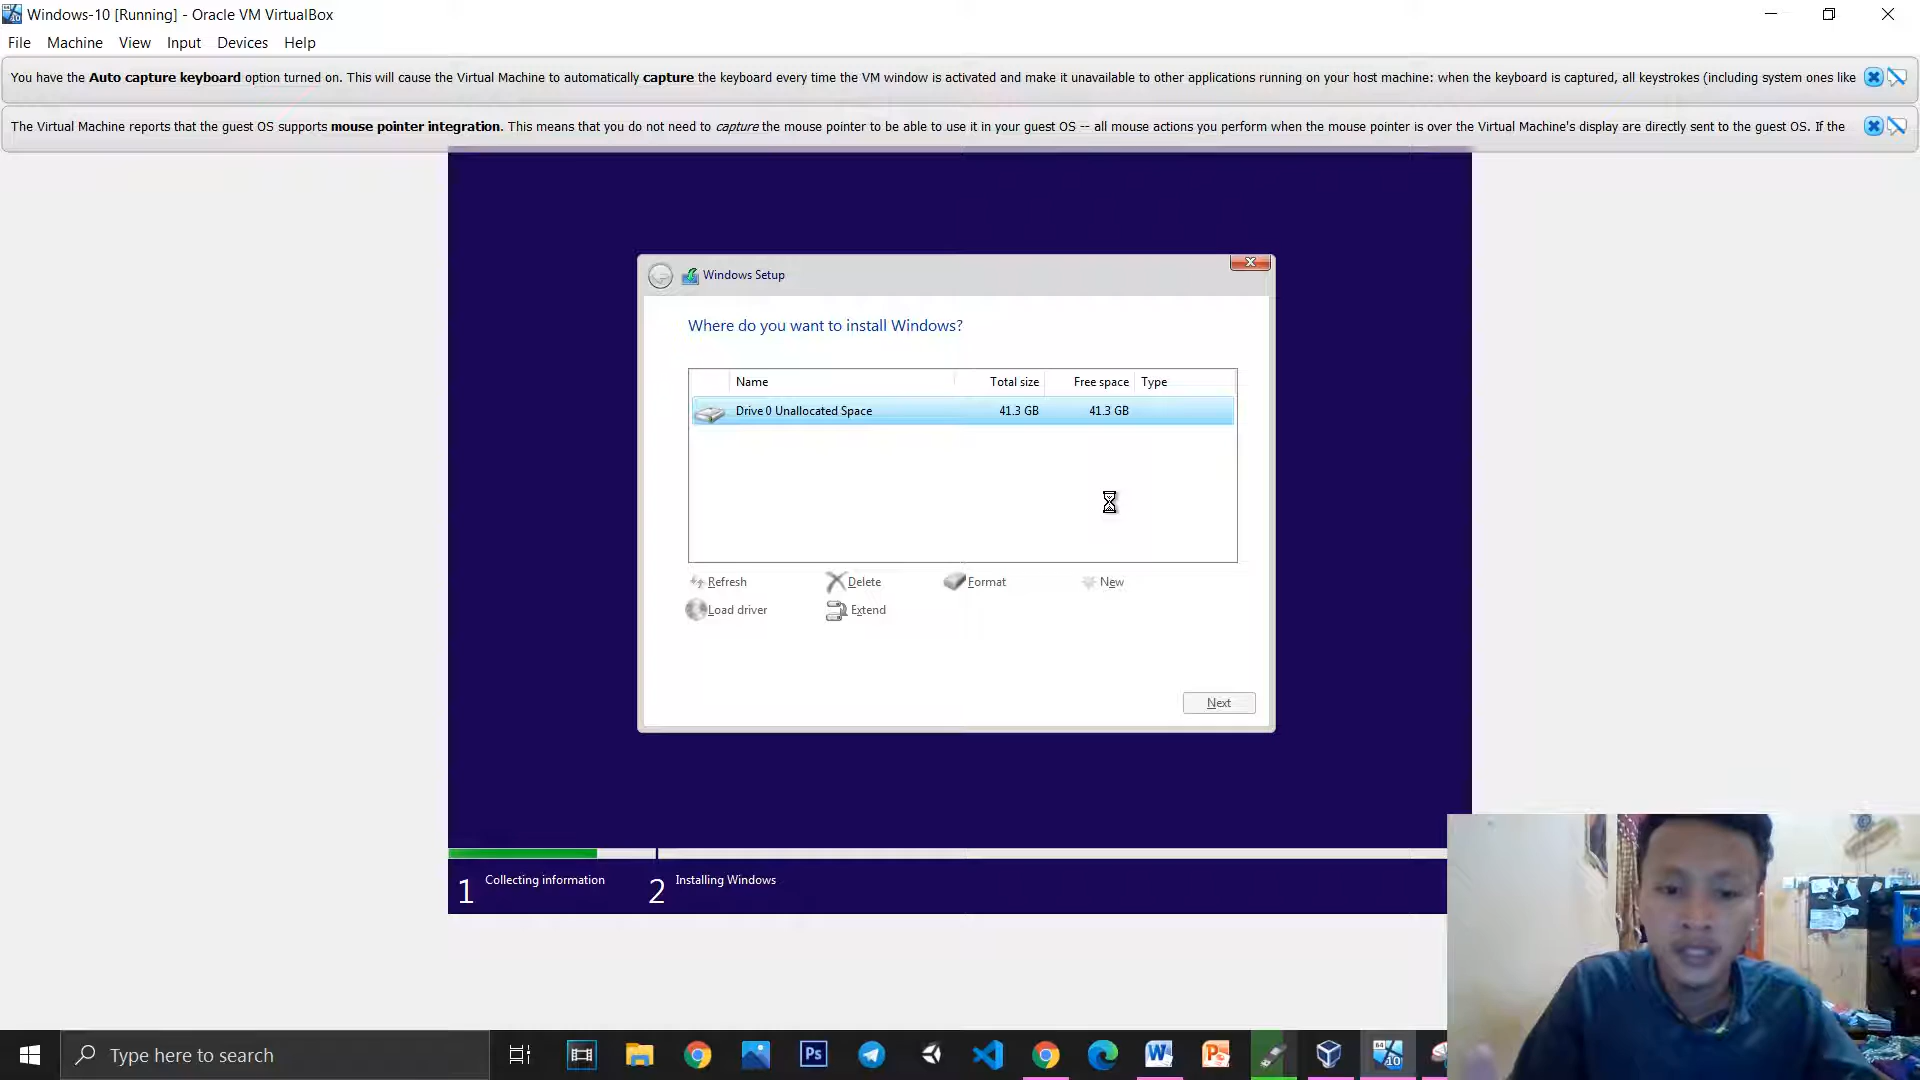 Windows-10 [Running] - Oracle VM VirtualBox
File Machine View Input Devices Help
You have the Auto capture keyboard option turned on. This will cause the Virtual Machine to automatically capture the keyboard every time the VM window is activated and make it unavailable to other applications running on your host machine: when the keyboard is captured, all keystrokes (including system ones like
The Virtual Machine reports that the guest OS supports mouse pointer integration. This means that you do not need to capture the mouse pointer to be able to use it in your guest OS -- all mouse actions you perform when the mouse pointer is over the Virtual Machine's display are directly sent to the guest OS. If the
Windows Setup
Where do you want to install Windows?
Name Total size Free space Type
Drive 0 Unallocated Space 41.3 GB 41.3 GB
Refresh Delete Format New
Load driver Extend
Next
1 Collecting information 2 Installing Windows
Type here to search
Ps